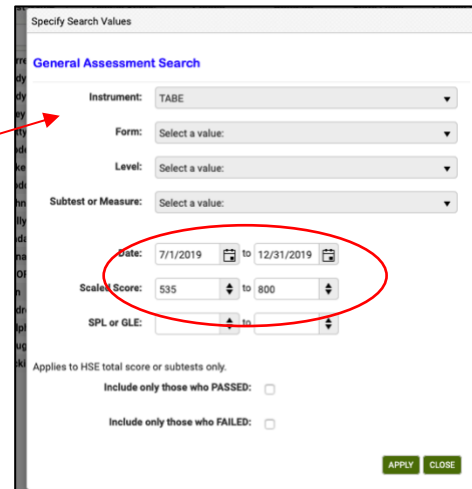 Specify Search Values
General Assessment Search
Instrument: TABE
Form: Select a value:
Level: Select a value:
Subtest or Measure: Select a value:
Date: 7/1/2019 to 12/31/2019
Scaled Score: 535 to 800
SPL or GLE: to
Applies to HSE total score or subtests only.
Include only those who PASSED:
Include only those who FAILED:
APPLY CLOSE